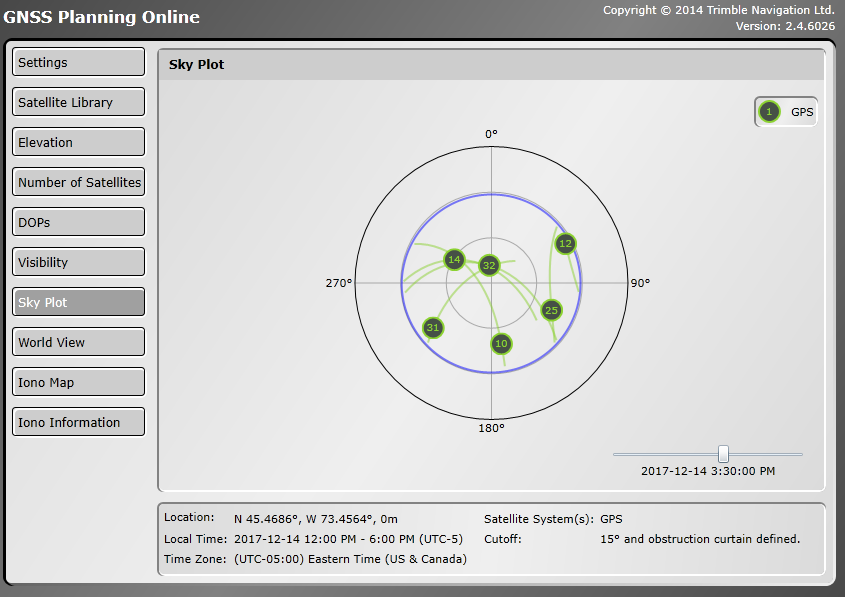 GNSS Planning Online
Copyright © 2014 Trimble Navigation Ltd.
Version: 2.4.6026
Settings
Satellite Library
Elevation
Number of Satellites
DOPs
Visibility
Sky Plot
World View
Iono Map
Iono Information
Sky Plot
1 GPS
0°
12
14
32
270°
90°
25
31
10
180°
2017-12-14 3:30:00 PM
Location: N 45.4686°, W 73.4564°, 0m
Local Time: 2017-12-14 12:00 PM - 6:00 PM (UTC-5)
Time Zone: (UTC-05:00) Eastern Time (US & Canada)
Satellite System(s): GPS
Cutoff: 15° and obstruction curtain defined.